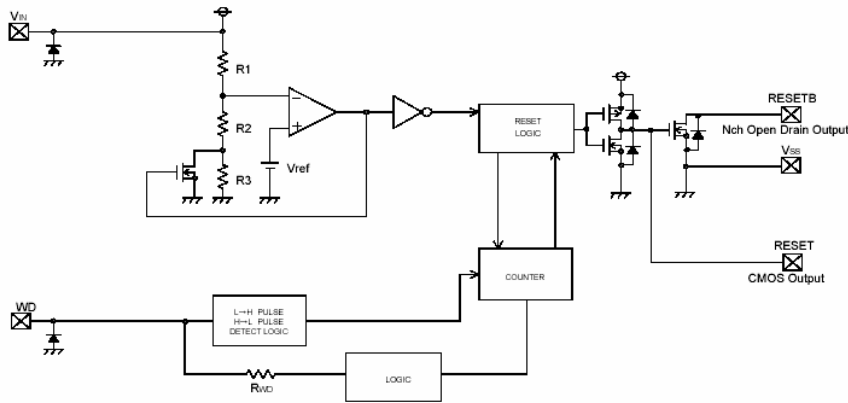 VIN
R1
R2
R3
Vref
RESET
LOGIC
RESETB
Nch Open Drain Output
VSS
RESET
CMOS Output
COUNTER
WD
L→H PULSE
H→L PULSE
DETECT LOGIC
RWD
LOGIC